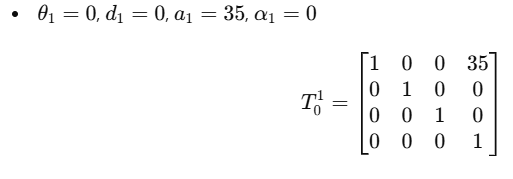 • θ₁ = 0, d₁ = 0, a₁ = 35, α₁ = 0
T₀¹ =
[1 0 0 35]
[0 1 0 0]
[0 0 1 0]
[0 0 0 1]